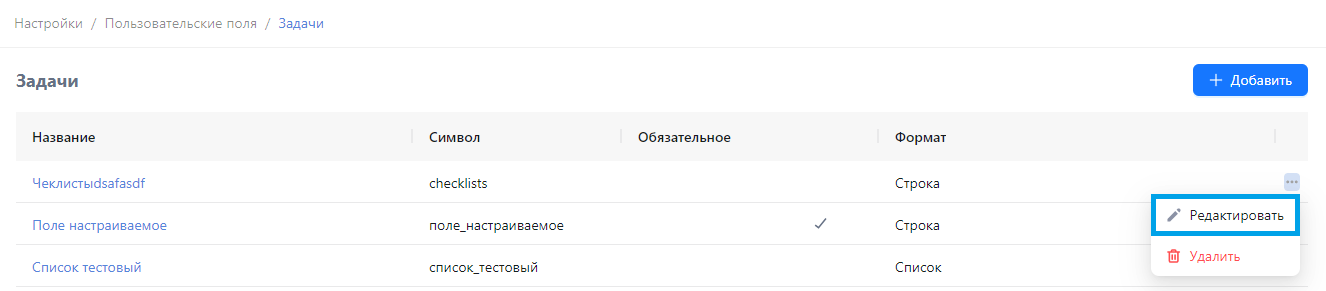 Настройки / Пользовательские поля / Задачи
Задачи
Добавить
Название Символ Обязательное Формат
Чеклистыdsafasdf checklists Строка
Поле настраиваемое поле_настраиваемое Строка
Редактировать
Список тестовый список_тестовый Список
Удалить